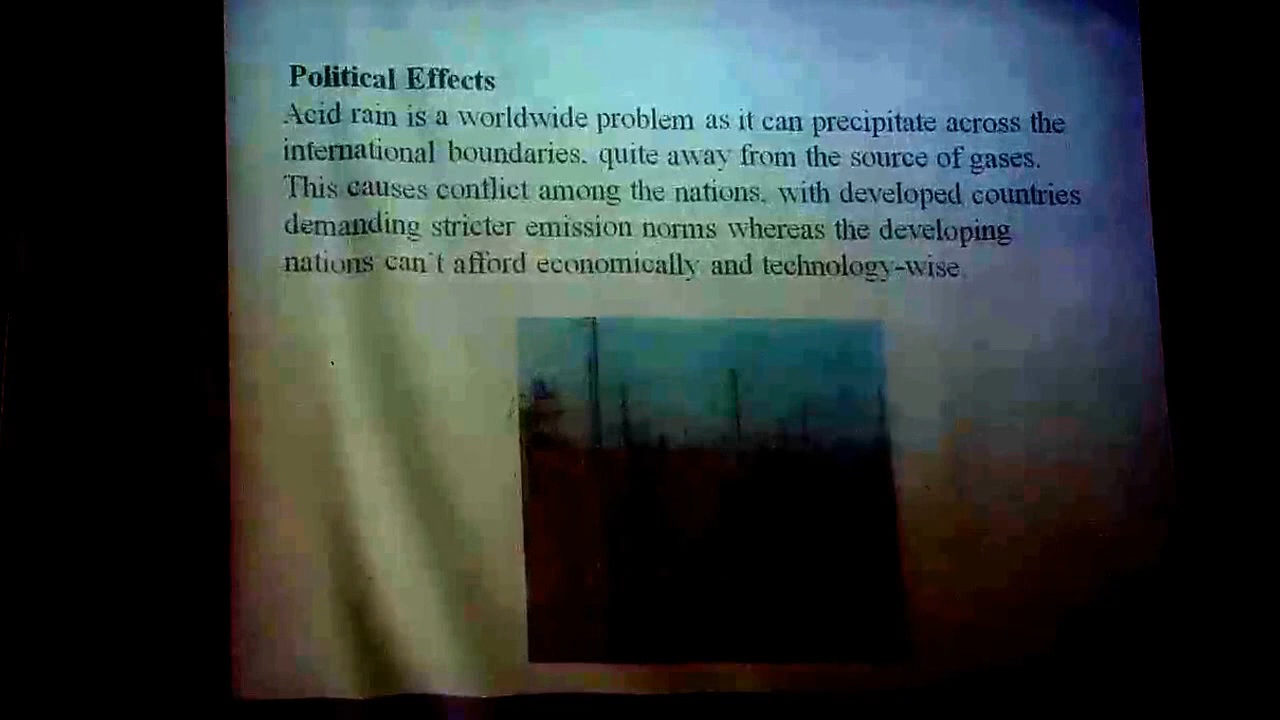 Political Effects
Acid rain is a worldwide problem as it can precipitate across the
international boundaries, quite away from the source of gases.
This causes conflict among the nations, with developed countries
demanding stricter emission norms whereas the developing
nations can't afford economically and technology-wise.